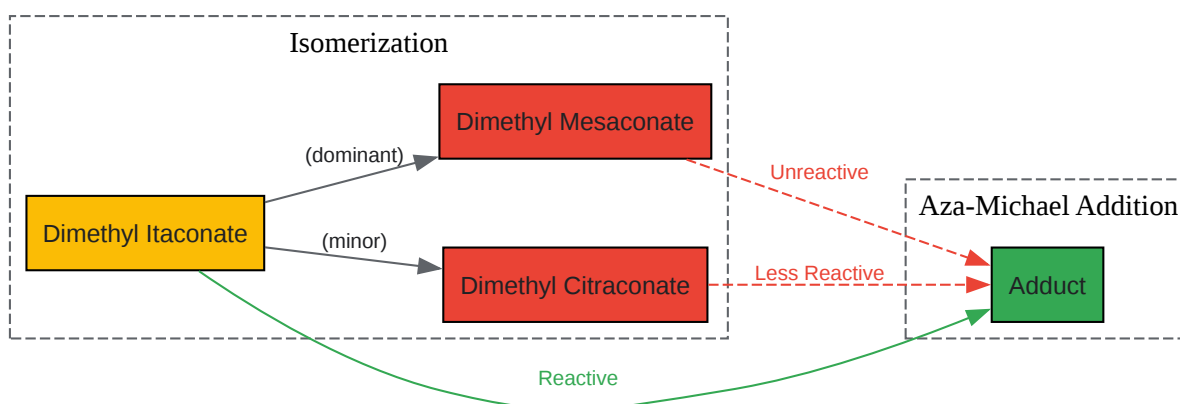 Isomerization
Dimethyl Mesaconate
(dominant)
Unreactive
Aza-Michael Addition
Dimethyl Itaconate
(minor)
Dimethyl Citraconate
Less Reactive
Adduct
Reactive